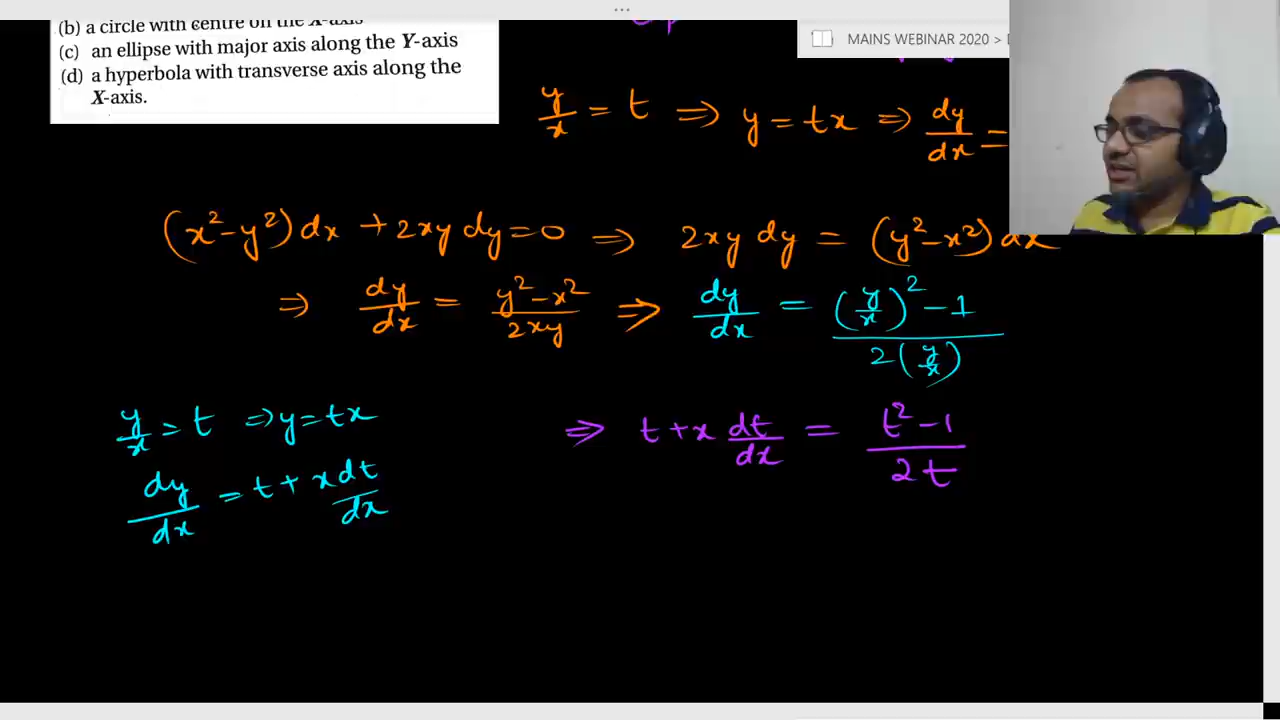 (b) a circle with centre on the X-axis
(c) an ellipse with major axis along the Y-axis
(d) a hyperbola with transverse axis along the
X-axis.
MAINS WEBINAR 2020 >
y/x = t ⇒ y = tx ⇒ dy/dx =
(x²-y²)dx + 2xy dy = 0 ⇒ 2xy dy = (y²-x²) dx
⇒ dy/dx = y²-x²/2xy ⇒ dy/dx = (y/x)²-1/2(y/x)
y/x = t ⇒ y = tx
⇒ t + x dt/dx = t²-1/2t
dy/dx = t + x dt/dx